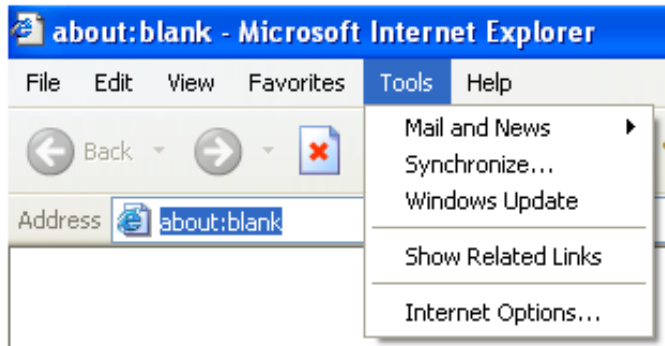 about:blank - Microsoft Internet Explorer
File Edit View Favorites Tools Help
Mail and News
Back
Synchronize...
Windows Update
Address about:blank
Show Related Links
Internet Options...